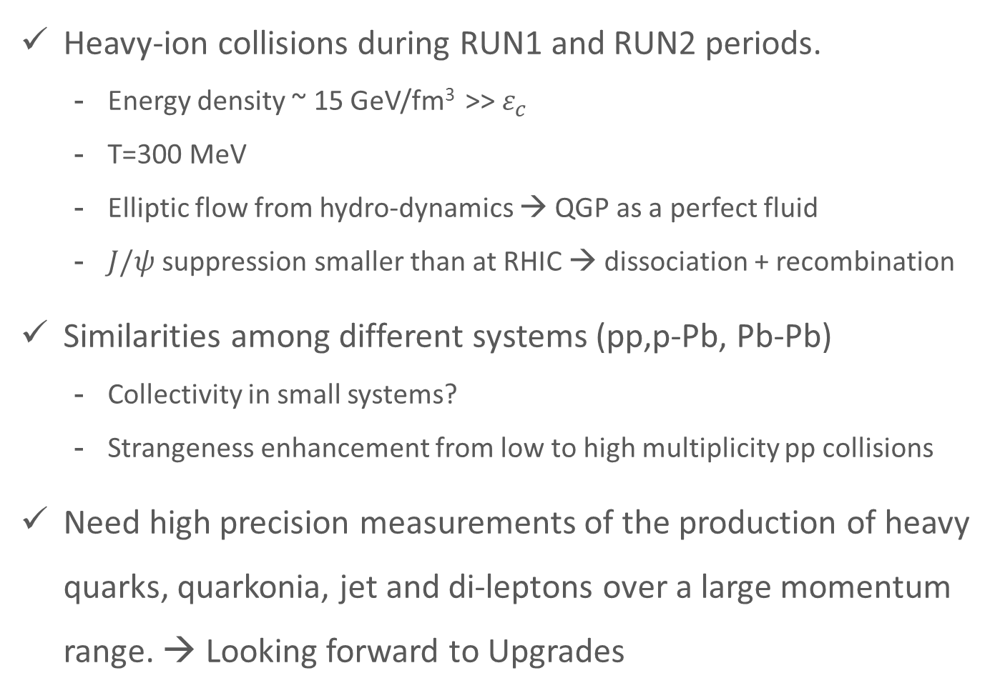 ✓ Heavy-ion collisions during RUN1 and RUN2 periods.
- Energy density ~ 15 GeV/fm³ >> ε_c
- T=300 MeV
- Elliptic flow from hydro-dynamics → QGP as a perfect fluid
- J/ψ suppression smaller than at RHIC → dissociation + recombination
✓ Similarities among different systems (pp,p-Pb, Pb-Pb)
- Collectivity in small systems?
- Strangeness enhancement from low to high multiplicity pp collisions
✓ Need high precision measurements of the production of heavy
quarks, quarkonia, jet and di-leptons over a large momentum
range. → Looking forward to Upgrades